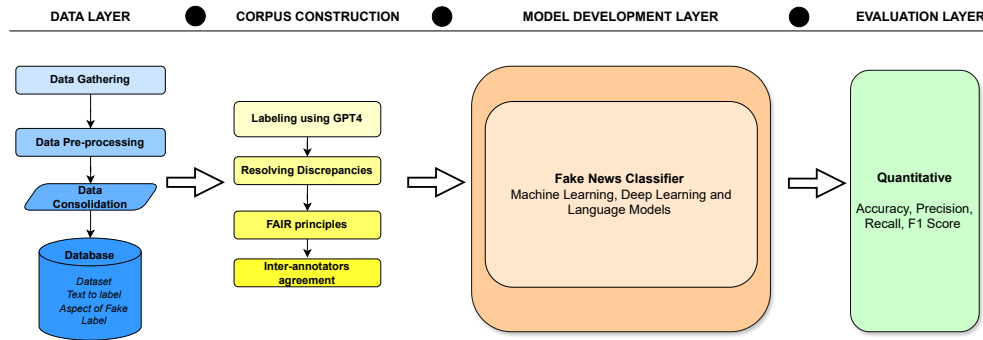 DATA LAYER
CORPUS CONSTRUCTION
MODEL DEVELOPMENT LAYER
EVALUATION LAYER
Data Gathering
Data Pre-processing
Data
Consolidation
Database
Dataset
Text to label
Aspect of Fake
Label
Labeling using GPT4
Resolving Discrepancies
FAIR principles
Inter-annotators
agreement
Fake News Classifier
Machine Learning, Deep Learning and
Language Models
Quantitative
Accuracy, Precision,
Recall, F1 Score